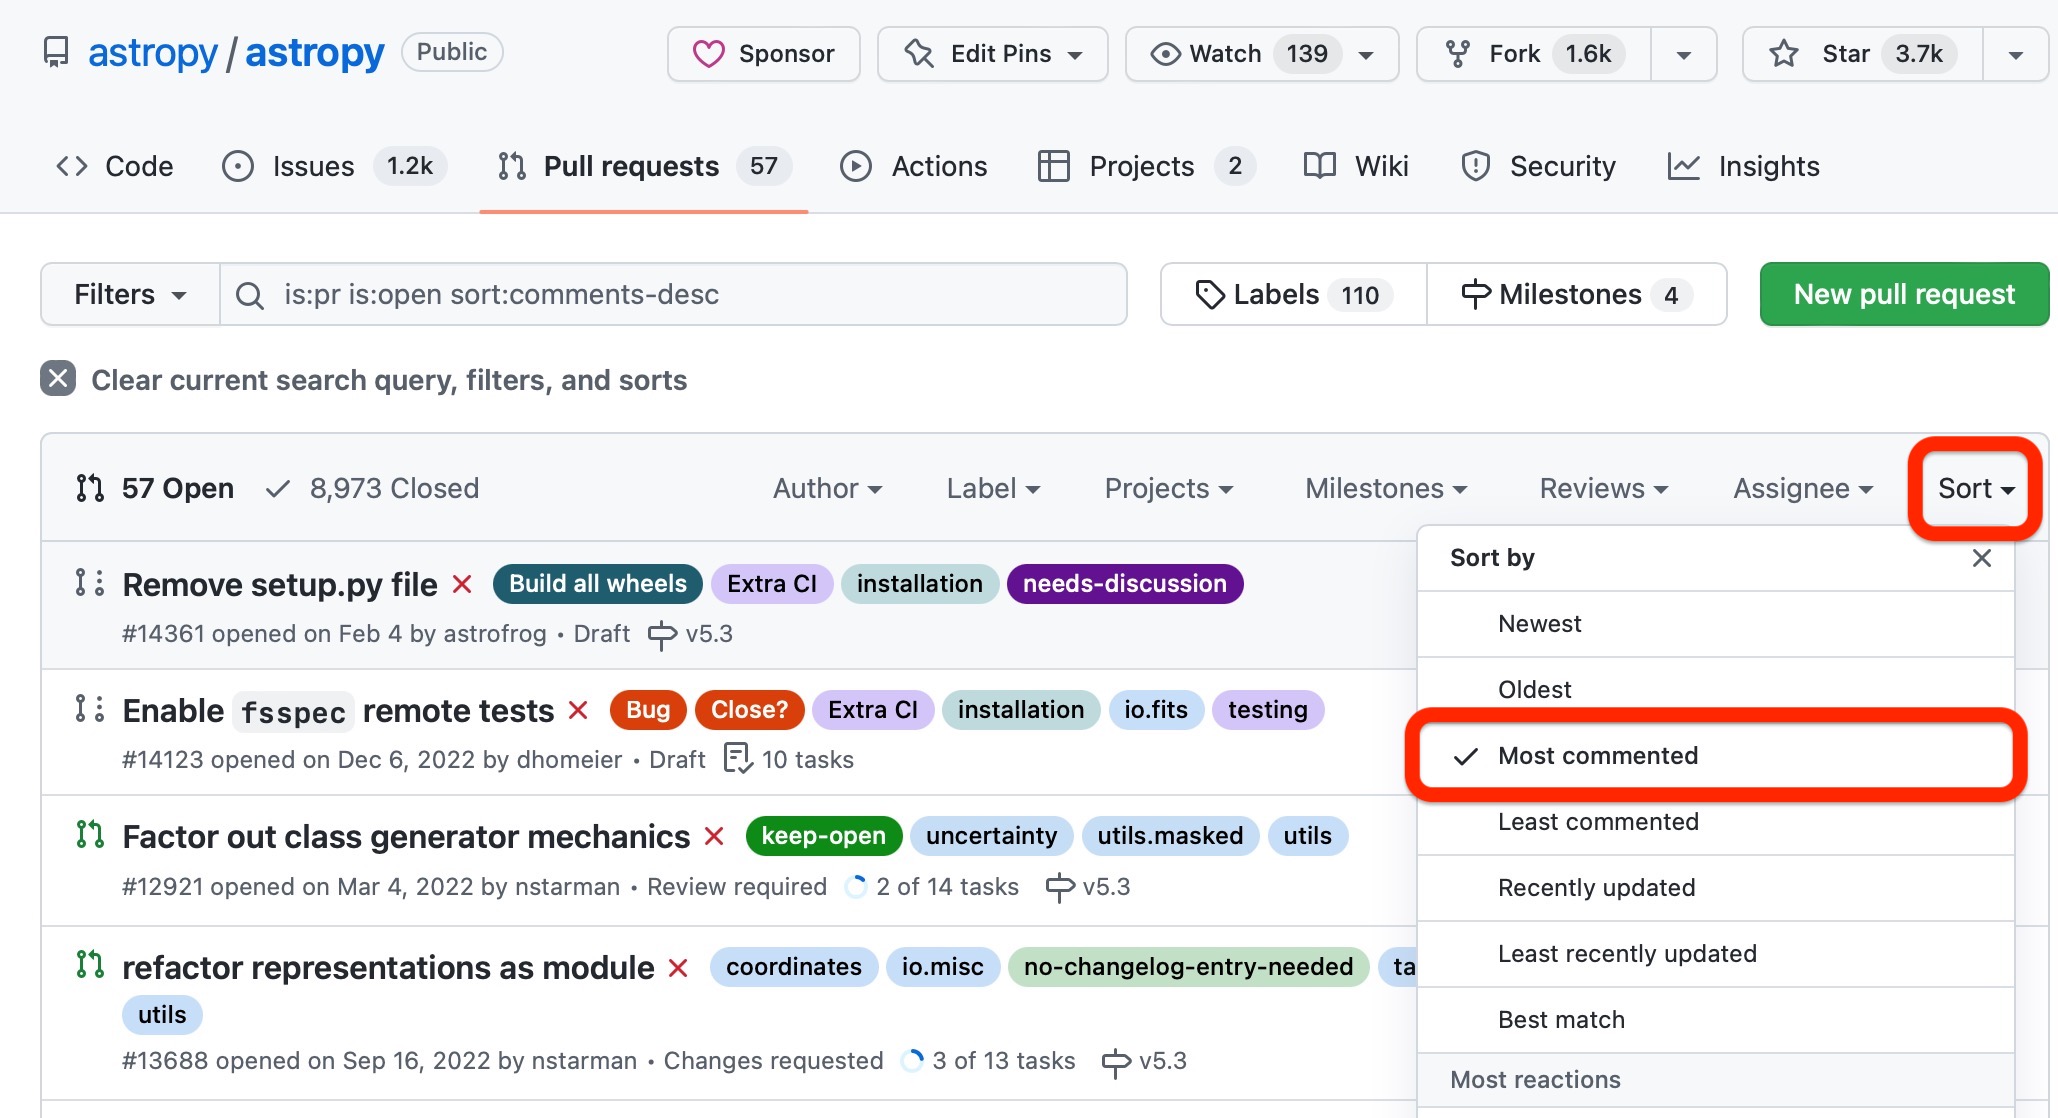 astropy / astropy Public Sponsor Edit Pins Watch 139 Fork 1.6k Star 3.7k
Code Issues 1.2k Pull requests 57 Actions Projects 2 Wiki Security Insights
Filters is:pr is:open sort:comments-desc Labels 110 Milestones 4 New pull request
Clear current search query, filters, and sorts
57 Open 8,973 Closed Author Label Projects Milestones Reviews Assignee Sort
Remove setup.py file Build all wheels Extra CI installation needs-discussion
#14361 opened on Feb 4 by astrofrog • Draft v5.3
Enable fsspec remote tests Bug Close? Extra CI installation io.fits testing
#14123 opened on Dec 6, 2022 by dhomeier • Draft 10 tasks
Factor out class generator mechanics keep-open uncertainty utils.masked utils
#12921 opened on Mar 4, 2022 by nstarman • Review required 2 of 14 tasks v5.3
refactor representations as module coordinates io.misc no-changelog-entry-needed
utils
#13688 opened on Sep 16, 2022 by nstarman • Changes requested 3 of 13 tasks v5.3
Sort by
Newest
Oldest
Most commented
Least commented
Recently updated
Least recently updated
Best match
Most reactions